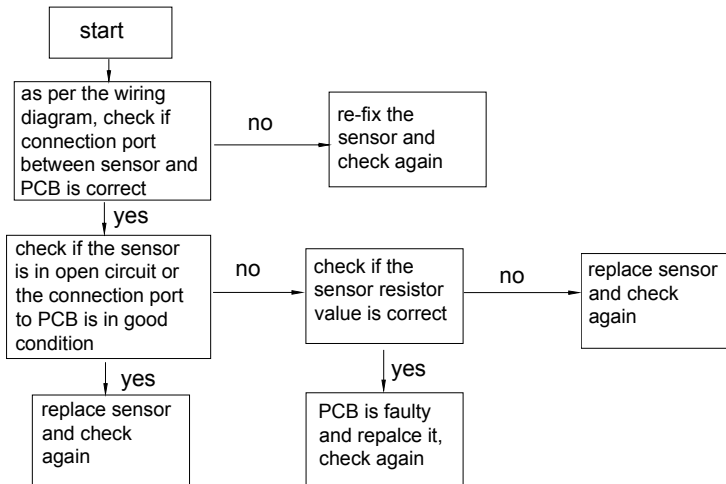 start
as per the wiring
diagram, check if
connection port
between sensor and
PCB is correct
no
re-fix the
sensor and
check again
yes
check if the sensor
is in open circuit or
the connection port
to PCB is in good
condition
no
check if the
sensor resistor
value is correct
no
replace sensor
and check
again
yes
replace sensor
and check
again
yes
PCB is faulty
and repalce it,
check again